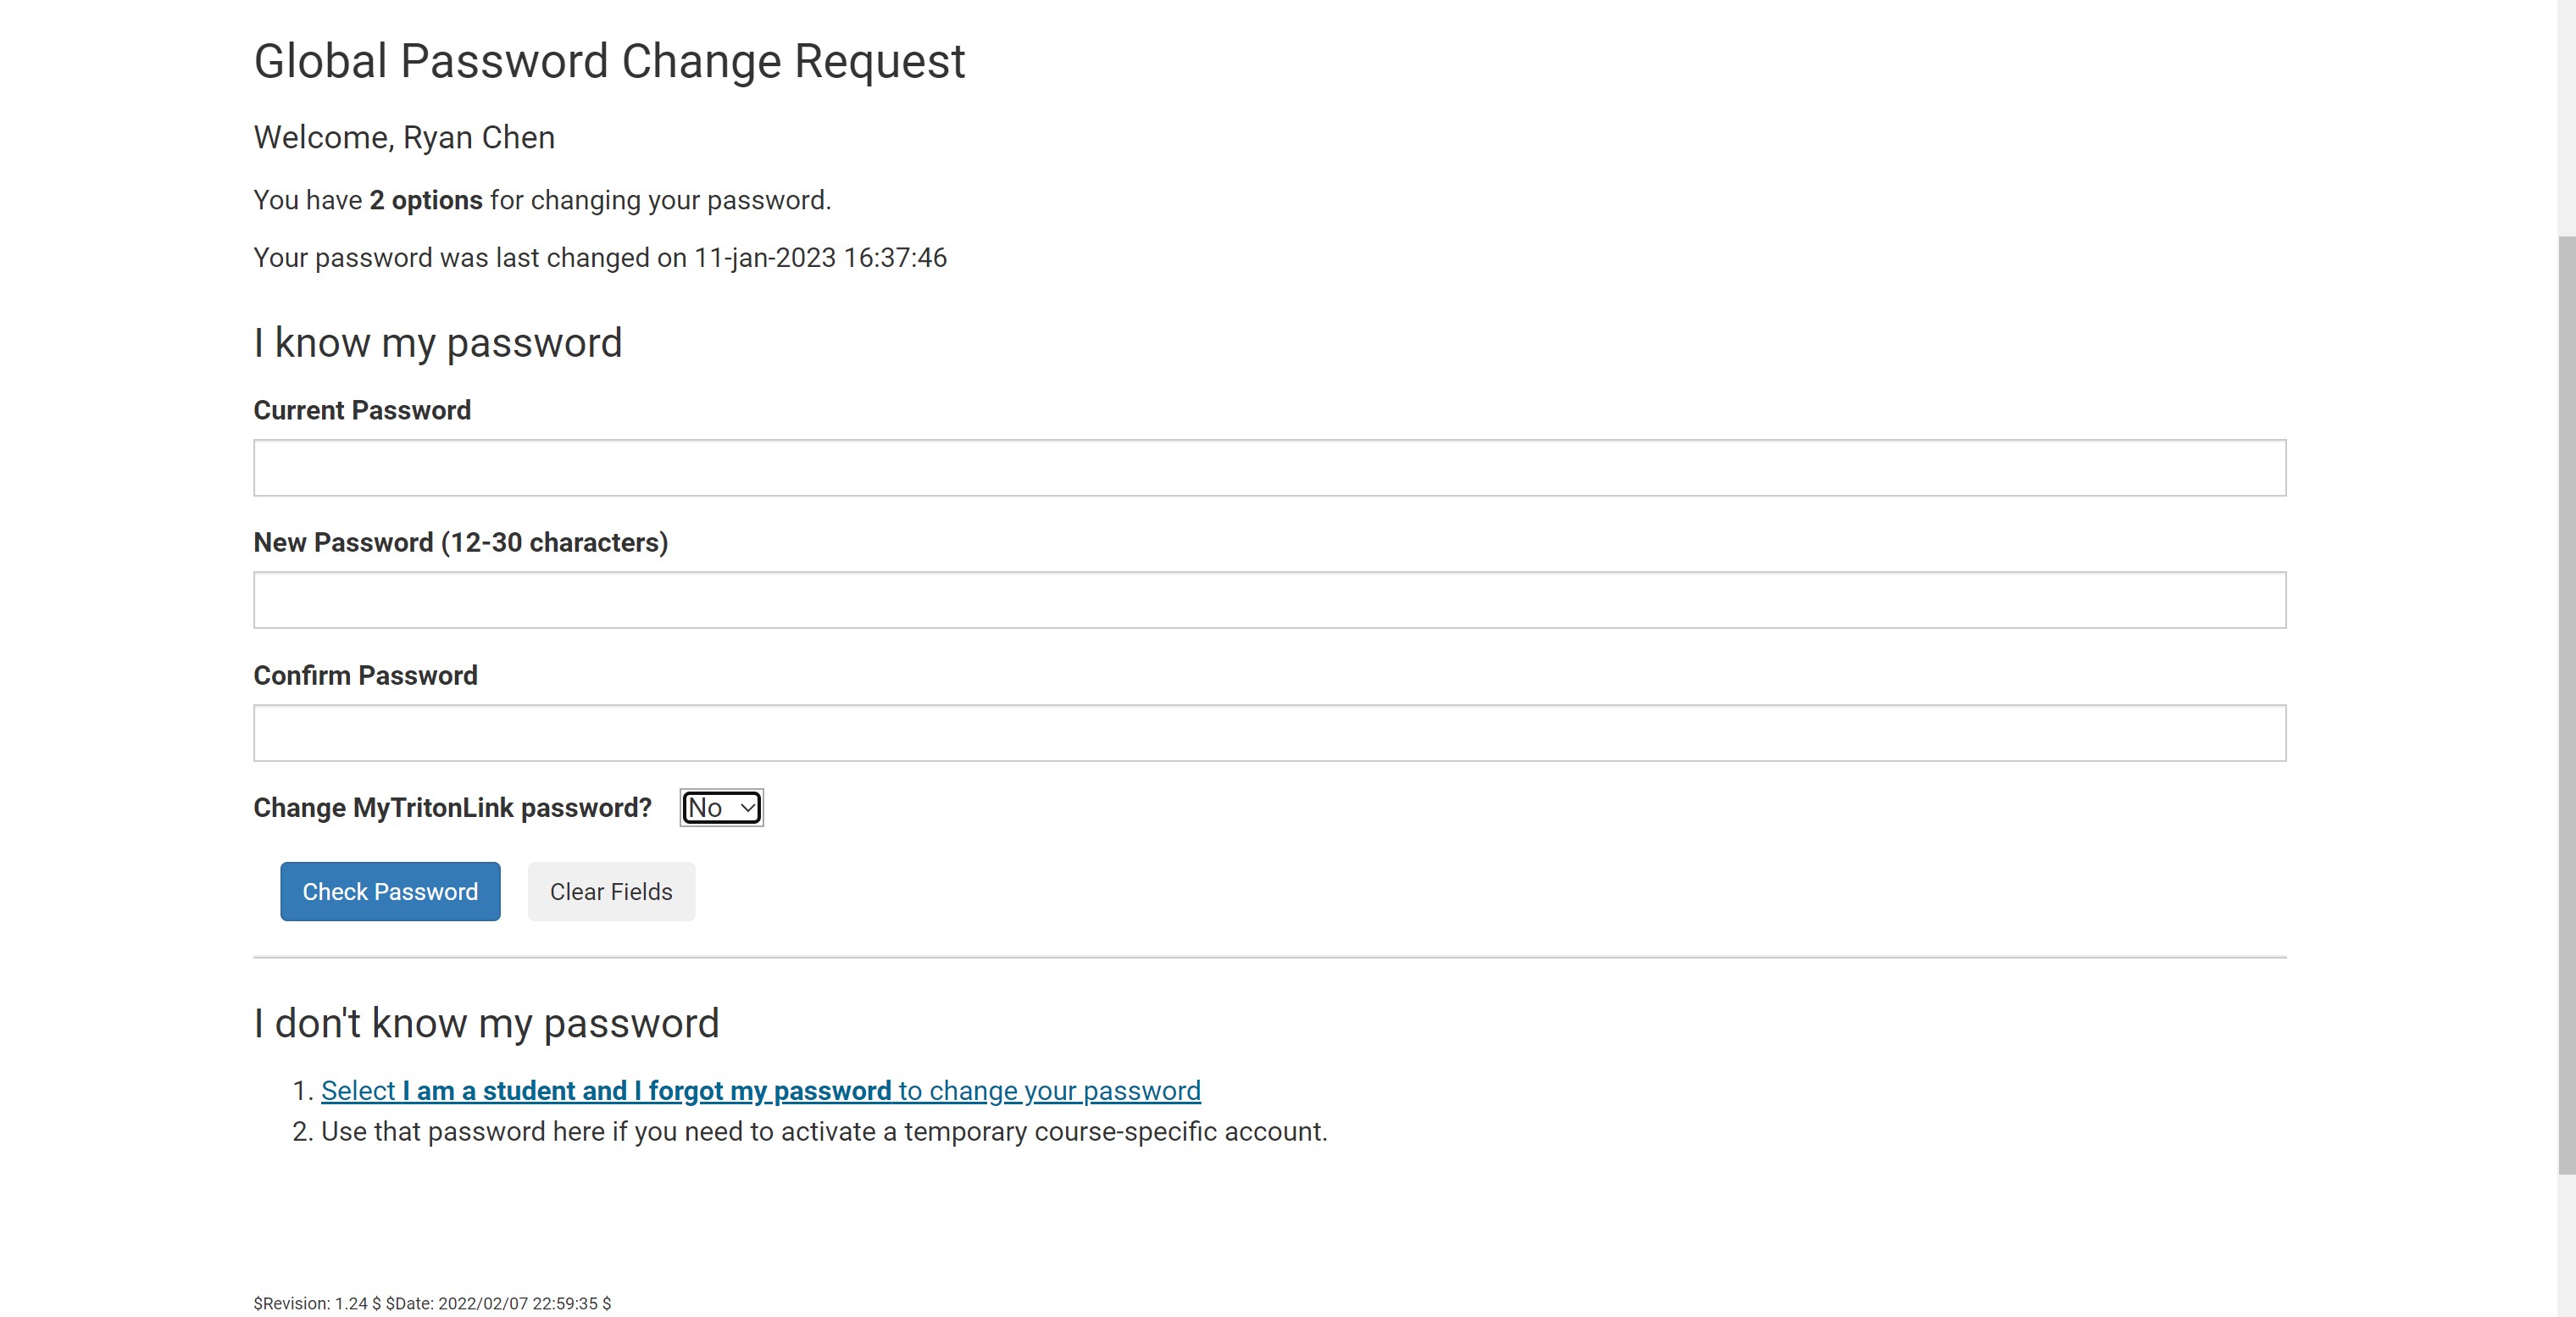 Global Password Change Request
Welcome, Ryan Chen
You have 2 options for changing your password.
Your password was last changed on 11-jan-2023 16:37:46
I know my password
Current Password
New Password (12-30 characters)
Confirm Password
Change MyTritonLink password? No
Check Password Clear Fields
I don't know my password
1. Select I am a student and I forgot my password to change your password
2. Use that password here if you need to activate a temporary course-specific account.
$Revision: 1.24 $ $Date: 2022/02/07 22:59:35 $